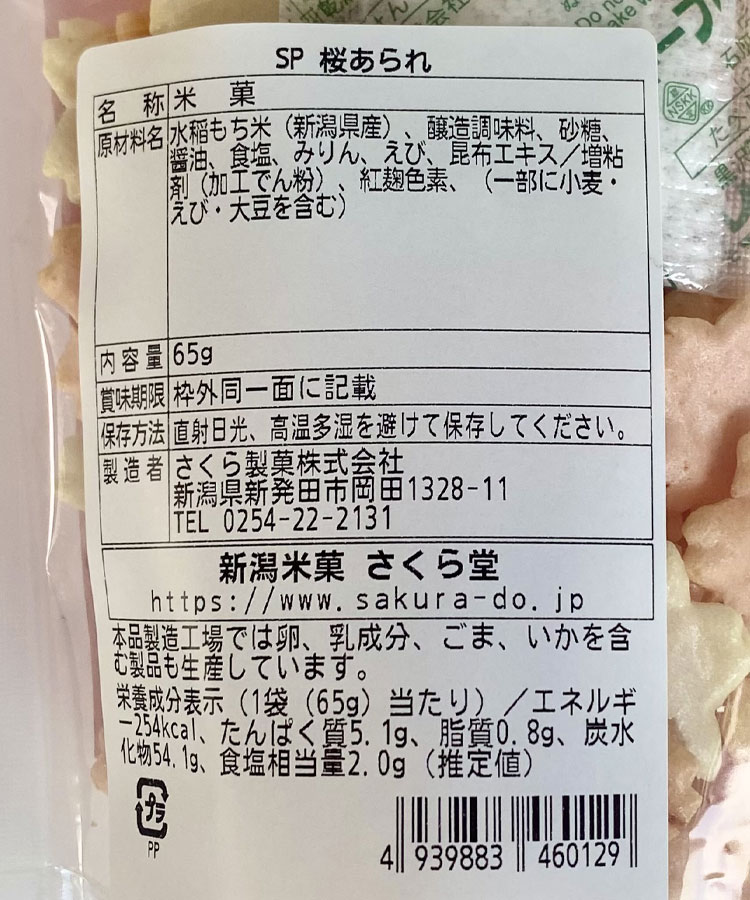 SP 桜あられ
名称 米菓
原材料名 水稲もち米（新潟県産）、醸造調味料、砂糖、
醤油、食塩、みりん、えび、昆布エキス／増粘
剤（加工でん粉）、紅麹色素、（一部に小麦・
えび・大豆を含む）
内容量 65g
賞味期限 枠外同一面に記載
保存方法 直射日光、高温多湿を避けて保存してください。
製造者 さくら製菓株式会社
新潟県新発田市岡田1328-11
TEL 0254-22-2131
新潟米菓 さくら堂
https://www.sakura-do.jp
本品製造工場では卵、乳成分、ごま、いかを含
む製品も生産しています。
栄養成分表示（1袋（65g）当たり）／エネルギ
ー254kcal、たんぱく質5.1g、脂質0.8g、炭水
化物54.1g、食塩相当量2.0g（推定値）
プラ
PP
4 939883 460129
Do no
NSKK